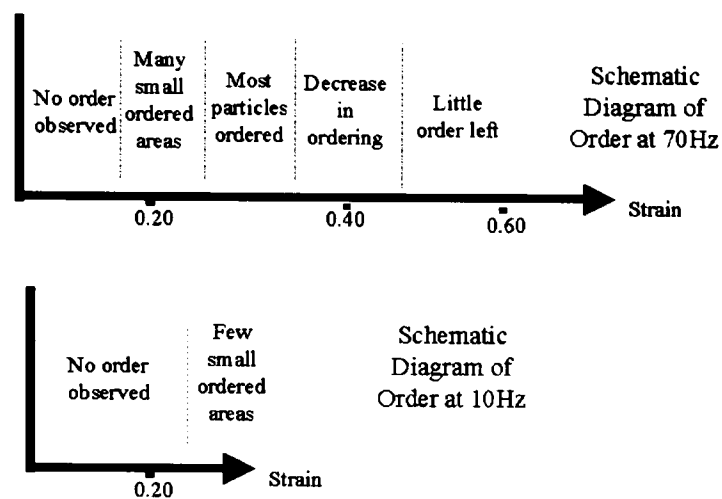 No order
observed
Many
small
ordered
areas
Most
particles
ordered
Decrease
in
ordering
Little
order left
Schematic
Diagram of
Order at 70Hz
0.20
0.40
0.60
Strain
No order
observed
Few
small
ordered
areas
Schematic
Diagram of
Order at 10Hz
0.20
Strain